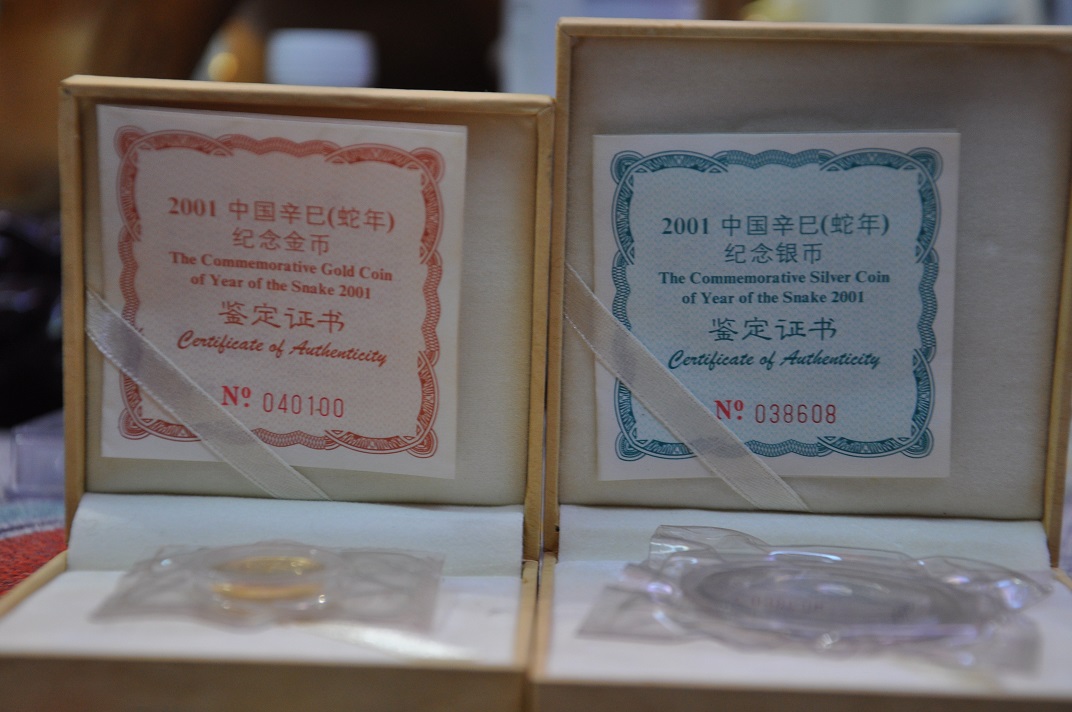 2001 中国辛巳(蛇年)
纪念金币
The Commemorative Gold Coin
of Year of the Snake 2001
鉴定证书
Certificate of Authenticity
Nº 040100
2001 中国辛巳(蛇年)
纪念银币
The Commemorative Silver Coin
of Year of the Snake 2001
鉴定证书
Certificate of Authenticity
Nº 038608